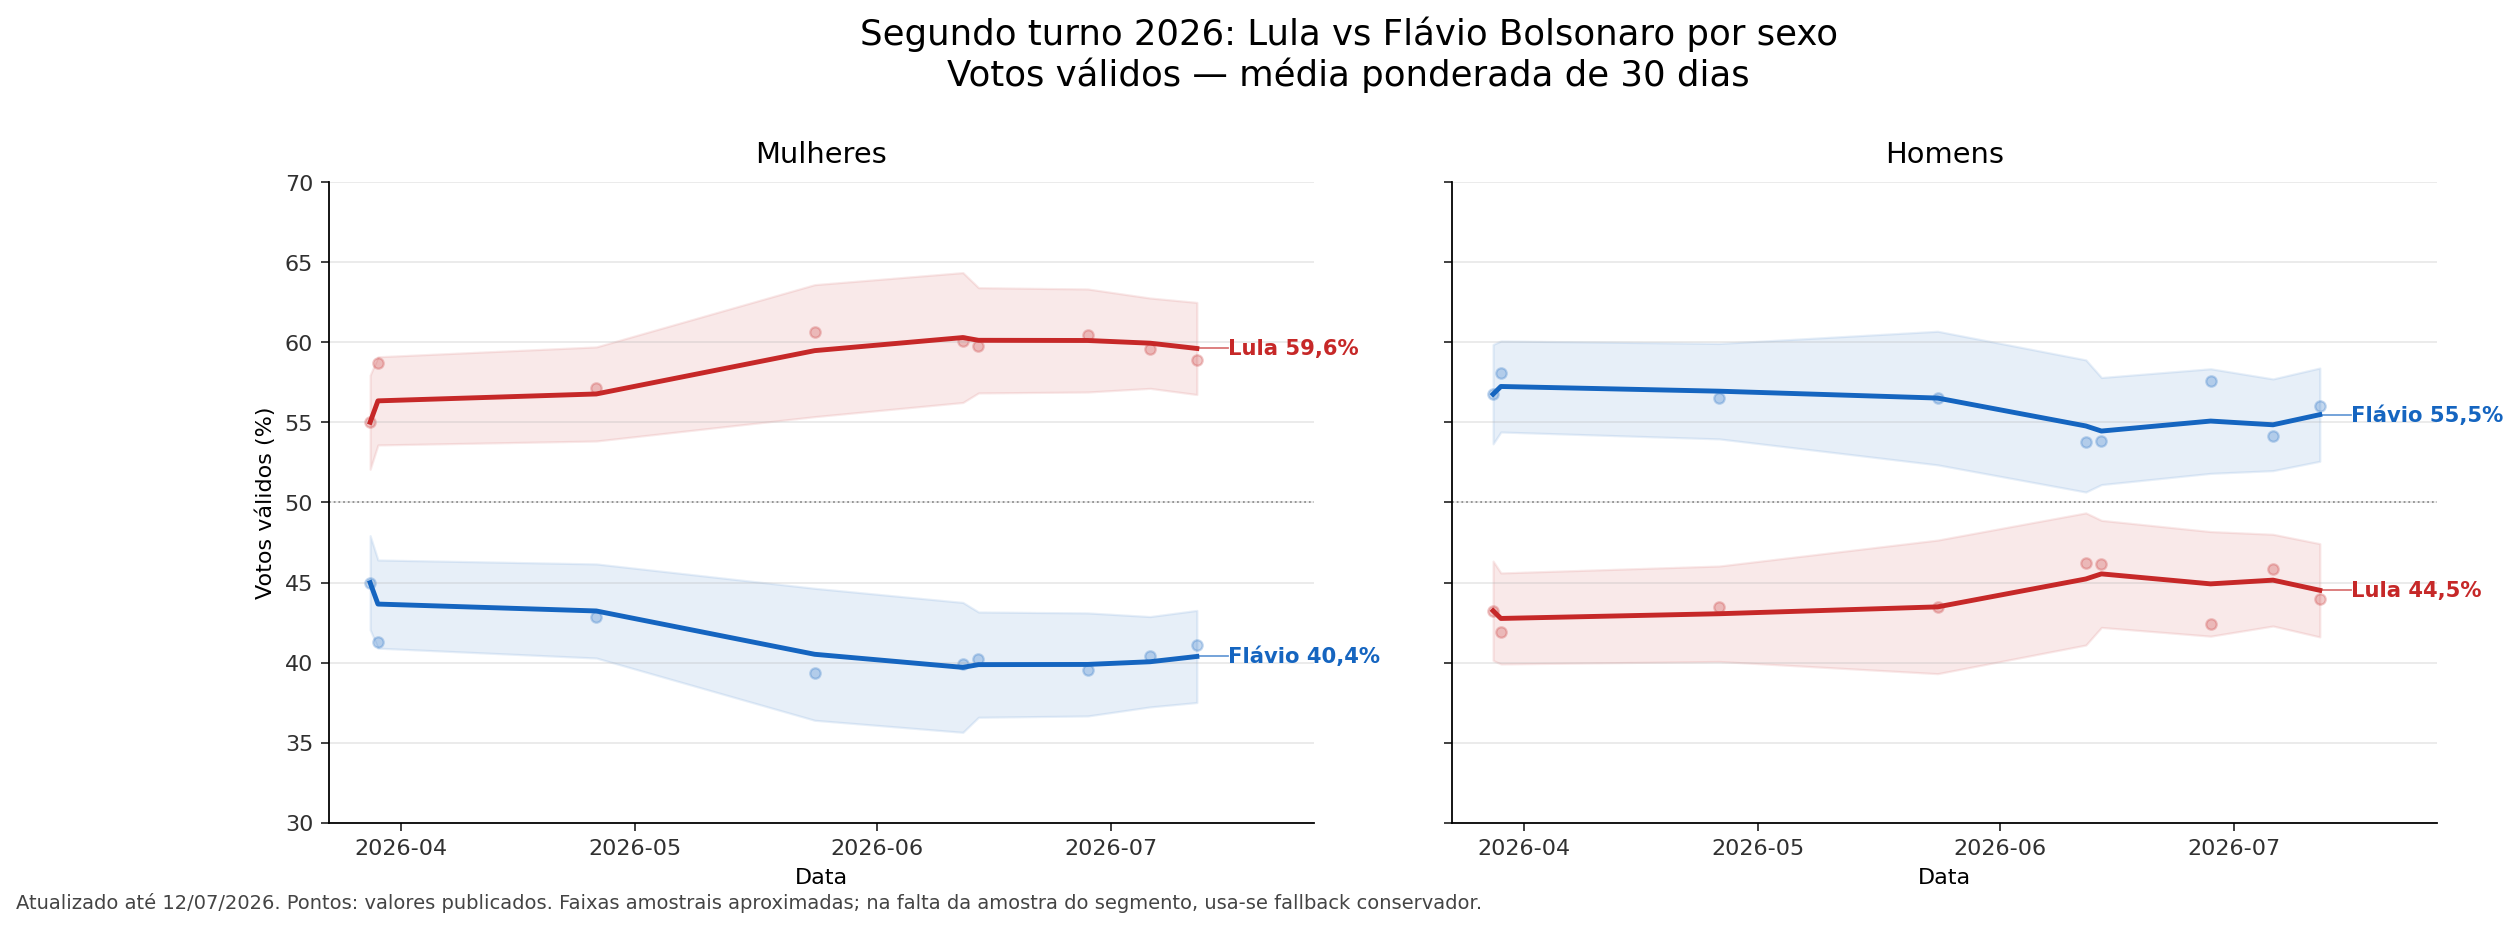 Segundo turno 2026: Lula vs Flávio Bolsonaro por sexo
Votos válidos — média ponderada de 30 dias
Mulheres
Homens
Votos válidos (%)
70
65
60
55
50
45
40
35
30
Lula 59,6%
Flávio 40,4%
Flávio 55,5%
Lula 44,5%
2026-04
2026-05
2026-06
2026-07
2026-04
2026-05
2026-06
2026-07
Data
Data
Atualizado até 12/07/2026. Pontos: valores publicados. Faixas amostrais aproximadas; na falta da amostra do segmento, usa-se fallback conservador.